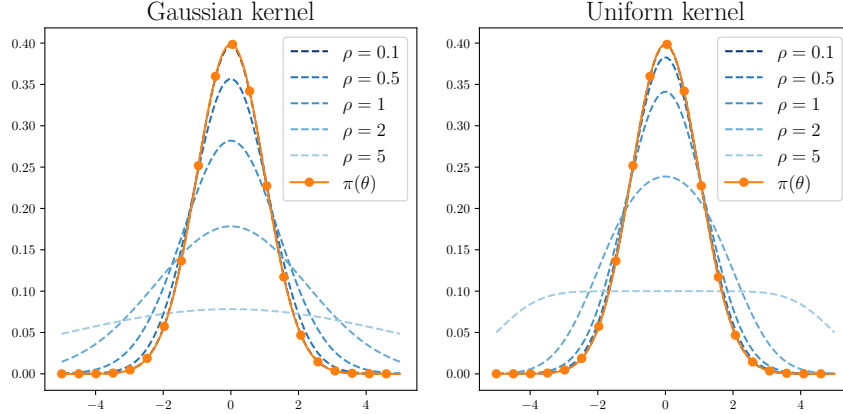 Gaussian kernel
0.40
0.35
0.30
0.25
0.20
0.15
0.10
0.05
0.00
−4
−2
0
2
4
ρ = 0.1
ρ = 0.5
ρ = 1
ρ = 2
ρ = 5
π(θ)
Uniform kernel
0.40
0.35
0.30
0.25
0.20
0.15
0.10
0.05
0.00
−4
−2
0
2
4
ρ = 0.1
ρ = 0.5
ρ = 1
ρ = 2
ρ = 5
π(θ)